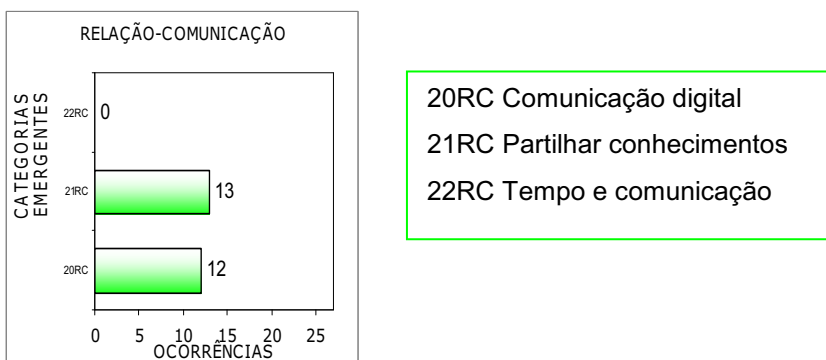 RELAÇÃO-COMUNICAÇÃO
CATEGORIAS
EMERGENTES
22RC
0
21RC
13
20RC
12
0 5 10 15 20 25
OCORRÊNCIAS
20RC Comunicação digital
21RC Partilhar conhecimentos
22RC Tempo e comunicação